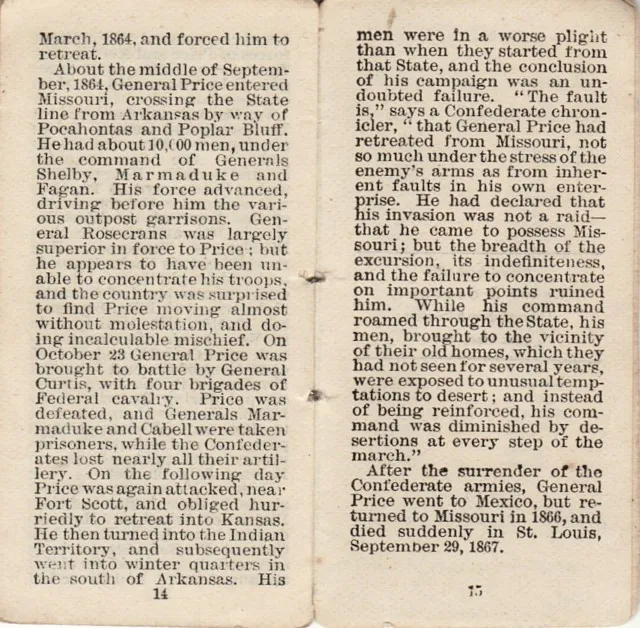 March, 1864, and forced him to
retreat.
About the middle of Septem-
ber, 1864, General Price entered
Missouri, crossing the State
line from Arkansas by way of
Pocahontas and Poplar Bluff.
He had about 10,000 men, under
the command of Generals
Shelby, Marmaduke and
Fagan. His force advanced,
driving before him the vari-
ous outpost garrisons. Gen-
eral Rosecrans was largely
superior in force to Price; but
he appears to have been un-
able to concentrate his troops,
and the country was surprised
to find Price moving almost
without molestation, and do-
ing incalculable mischief. On
October 23 General Price was
brought to battle by General
Curtis, with four brigades of
Federal cavalry. Price was
defeated, and Generals Mar-
maduke and Cabell were taken
prisoners, while the Confeder-
ates lost nearly all their artil-
lery. On the following day
Price was again attacked, near
Fort Scott, and obliged hur-
riedly to retreat into Kansas.
He then turned into the Indian
Territory, and subsequently
went into winter quarters in
the south of Arkansas. His
14
men were in a worse plight
than when they started from
that State, and the conclusion
of his campaign was an un-
doubted failure. "The fault
is," says a Confederate chron-
icler, "that General Price had
retreated from Missouri, not
so much under the stress of the
enemy's arms as from inher-
ent faults in his own enter-
prise. He had declared that
his invasion was not a raid—
that he came to possess Mis-
souri; but the breadth of the
excursion, its indefiniteness,
and the failure to concentrate
on important points ruined
him. While his command
roamed through the State, his
men, brought to the vicinity
of their old homes, which they
had not seen for several years,
were exposed to unusual temp-
tations to desert; and instead
of being reinforced, his com-
mand was diminished by de-
sertions at every step of the
march."
After the surrender of the
Confederate armies, General
Price went to Mexico, but re-
turned to Missouri in 1866, and
died suddenly in St. Louis,
September 29, 1867.
15